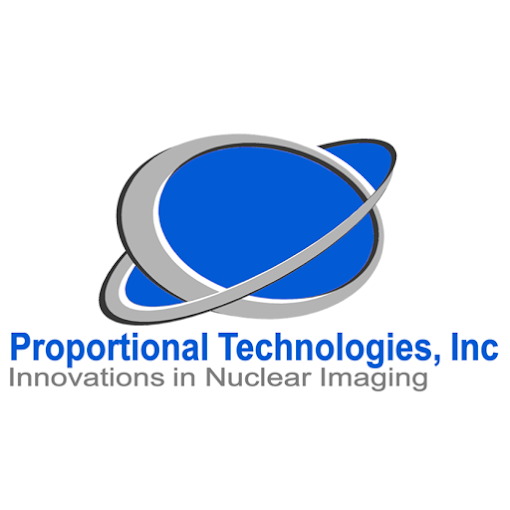 Proportional Technologies, Inc
Innovations in Nuclear Imaging